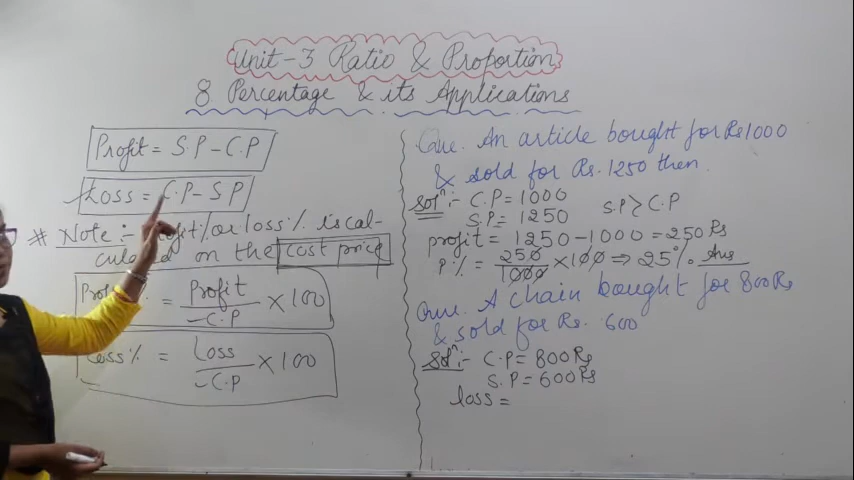 Unit-3 Ratio & Proportion
8. Percentage & its Applications
Profit = S.P - C.P
Loss = C.P - S.P
# Note :- Profit% or loss% is cal-
culated on the cost price
= Profit / C.P × 100
Loss% = Loss / C.P × 100
Que. An article bought for Rs 1000
& sold for Rs. 1250 then.
Solⁿ:- C.P = 1000
S.P = 1250 S.P > C.P
profit = 1250 - 1000 = 250 Rs
P.% = 250 / 1000 × 100 ⇒ 25%. Ans
Que. A chain bought for 800 Rs
& sold for Rs. 600
Solⁿ:- C.P = 800 Rs
S.P = 600 Rs
loss =